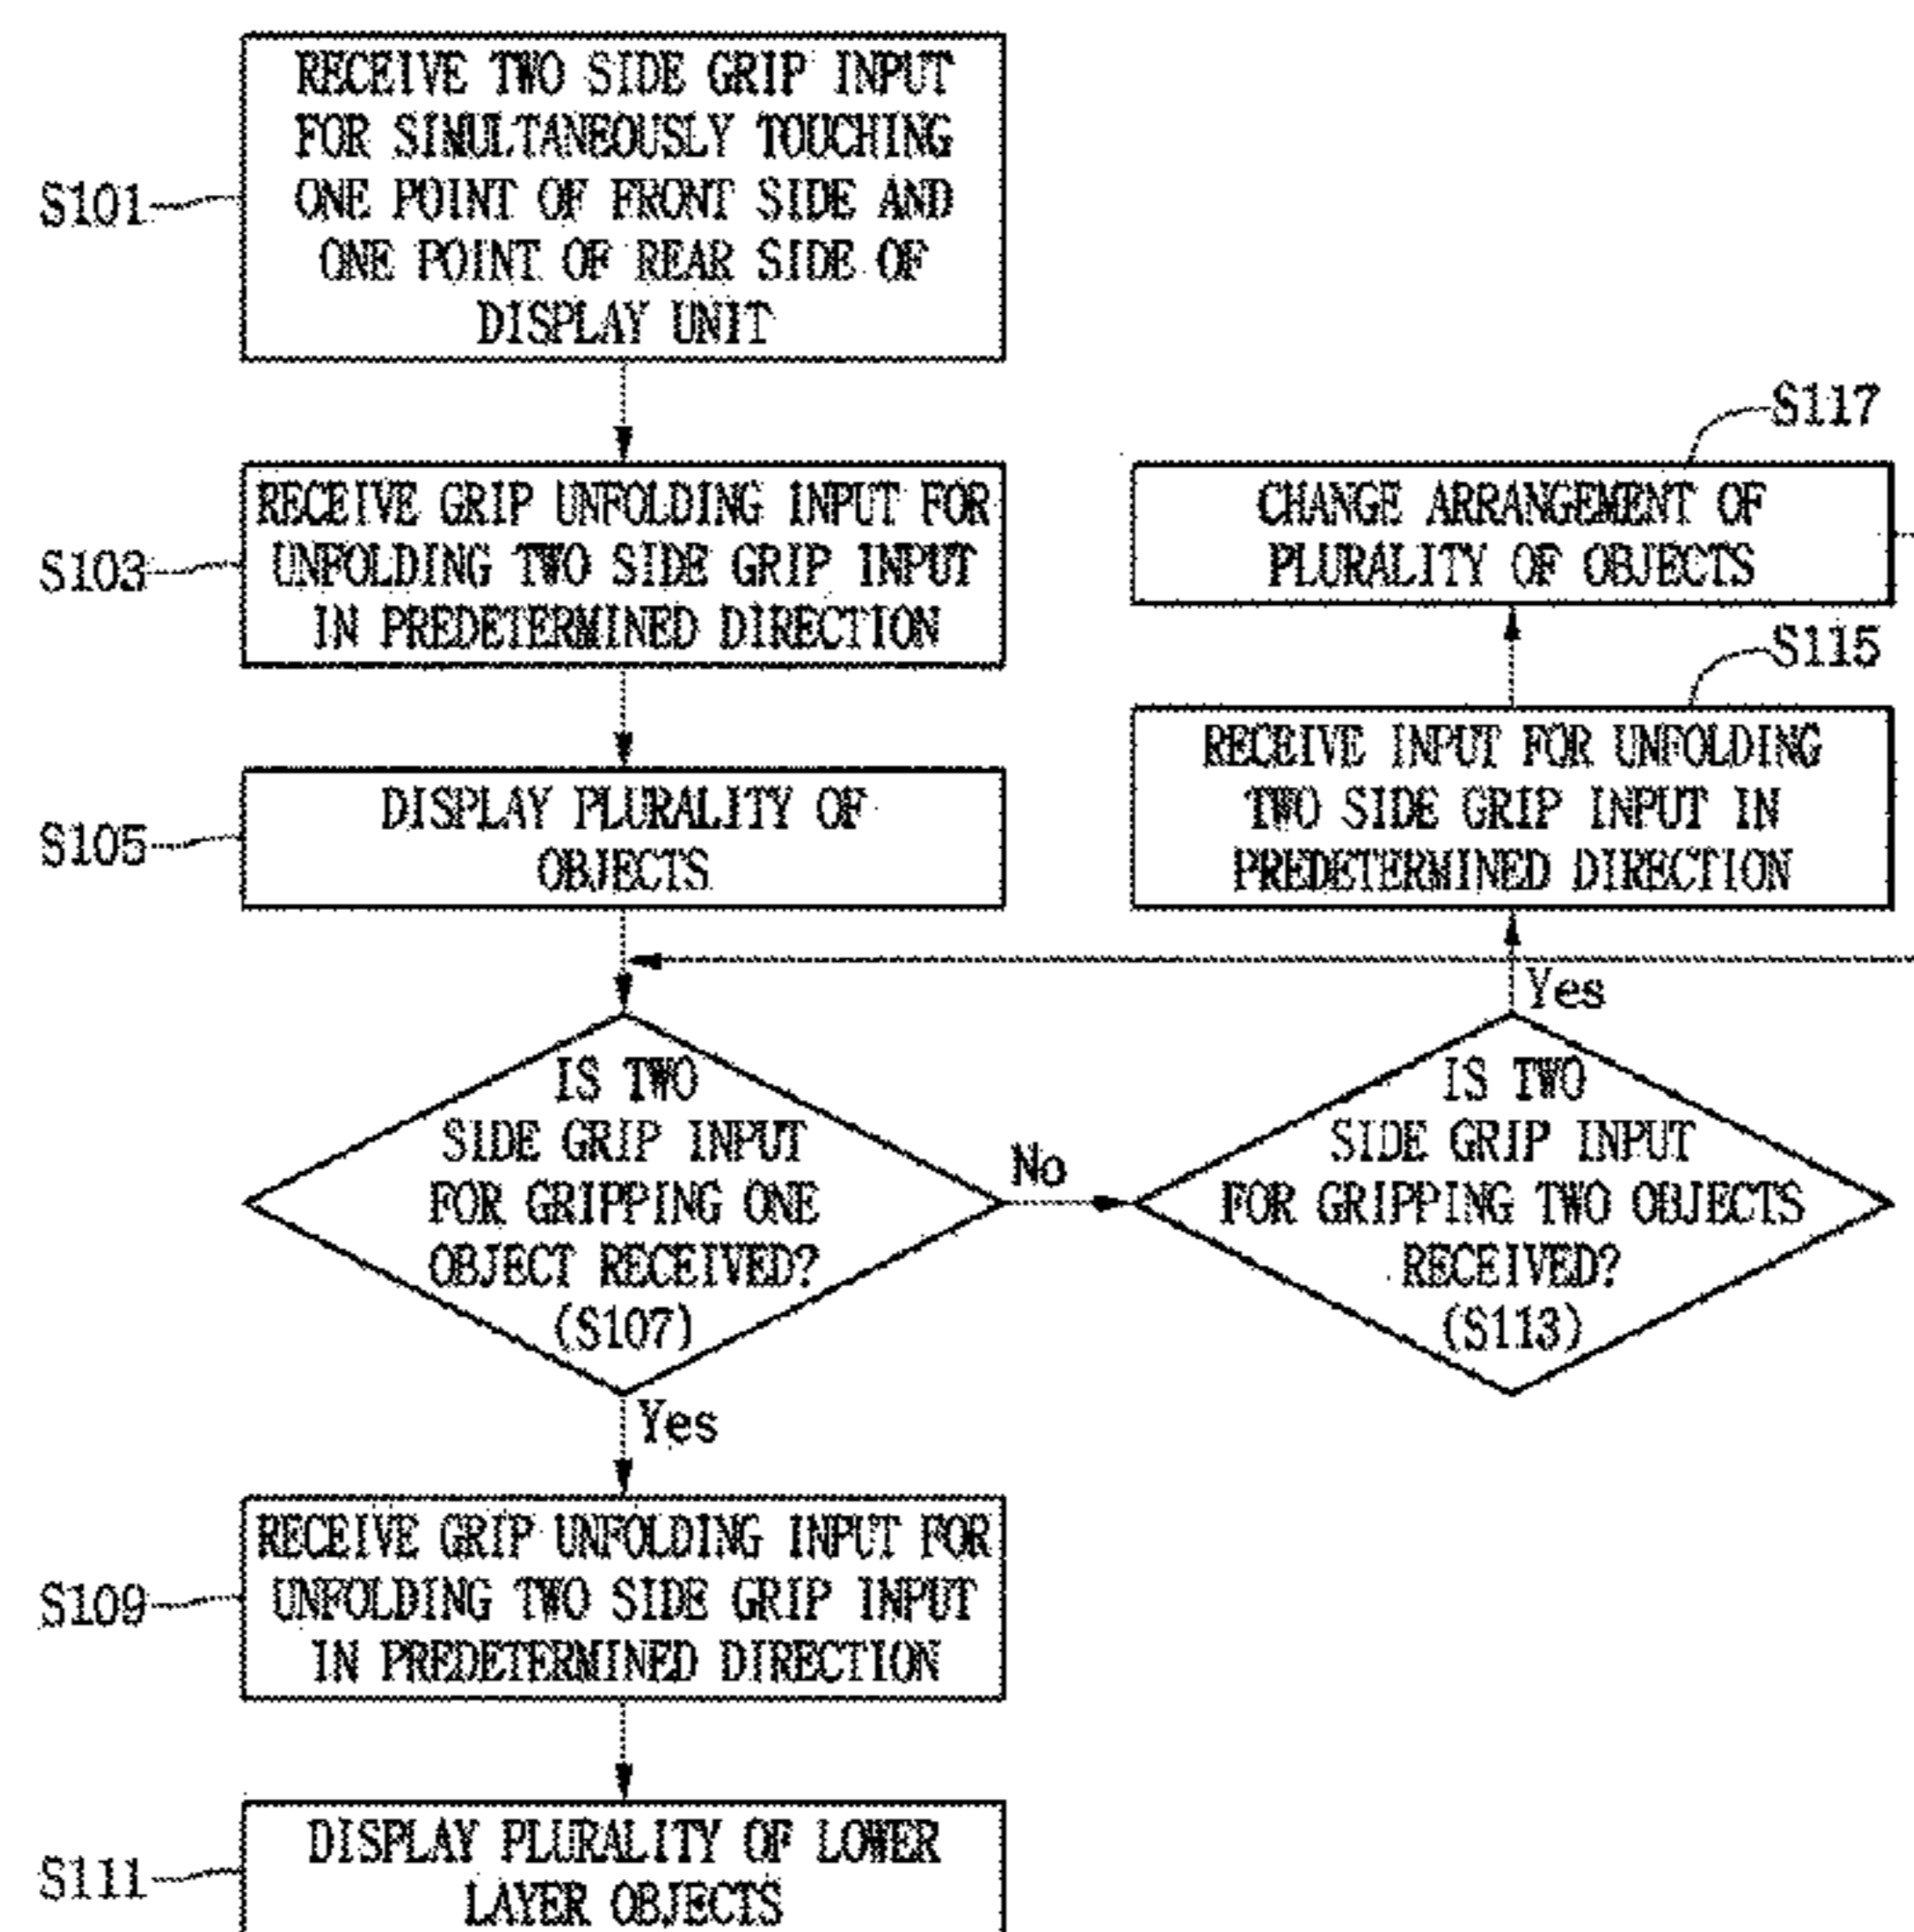 RECEIVE TWO SIDE GRIP INPUT
FOR SIMULTANEOUSLY TOUCHING
ONE POINT OF FRONT SIDE AND
ONE POINT OF REAR SIDE OF
DISPLAY UNIT
S101
RECEIVE GRIP UNFOLDING INPUT FOR
UNFOLDING TWO SIDE GRIP INPUT
IN PREDETERMINED DIRECTION
S103
DISPLAY PLURALITY OF
OBJECTS
S105
IS TWO
SIDE GRIP INPUT
FOR GRIPPING ONE
OBJECT RECEIVED?
(S107)
Yes
No
RECEIVE GRIP UNFOLDING INPUT FOR
UNFOLDING TWO SIDE GRIP INPUT
IN PREDETERMINED DIRECTION
S109
DISPLAY PLURALITY OF LOWER
LAYER OBJECTS
S111
IS TWO
SIDE GRIP INPUT
FOR GRIPPING TWO OBJECTS
RECEIVED?
(S113)
Yes
S115
RECEIVE INPUT FOR UNFOLDING
TWO SIDE GRIP INPUT IN
PREDETERMINED DIRECTION
S117
CHANGE ARRANGEMENT OF
PLURALITY OF OBJECTS